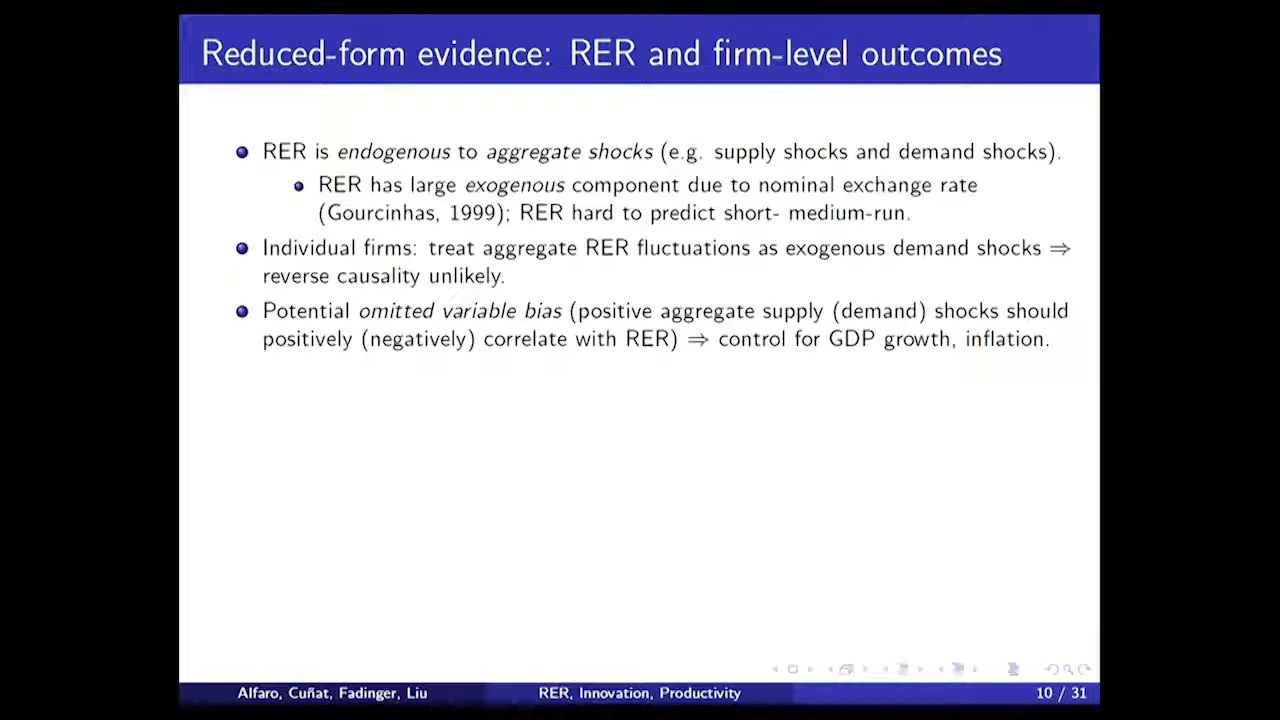 Reduced-form evidence: RER and firm-level outcomes
RER is endogenous to aggregate shocks (e.g. supply shocks and demand shocks).
RER has large exogenous component due to nominal exchange rate
(Gourcinhas, 1999); RER hard to predict short- medium-run.
Individual firms: treat aggregate RER fluctuations as exogenous demand shocks ⇒
reverse causality unlikely.
Potential omitted variable bias (positive aggregate supply (demand) shocks should
positively (negatively) correlate with RER) ⇒ control for GDP growth, inflation.
Alfaro, Cuñat, Fadinger, Liu
RER, Innovation, Productivity
10 / 31